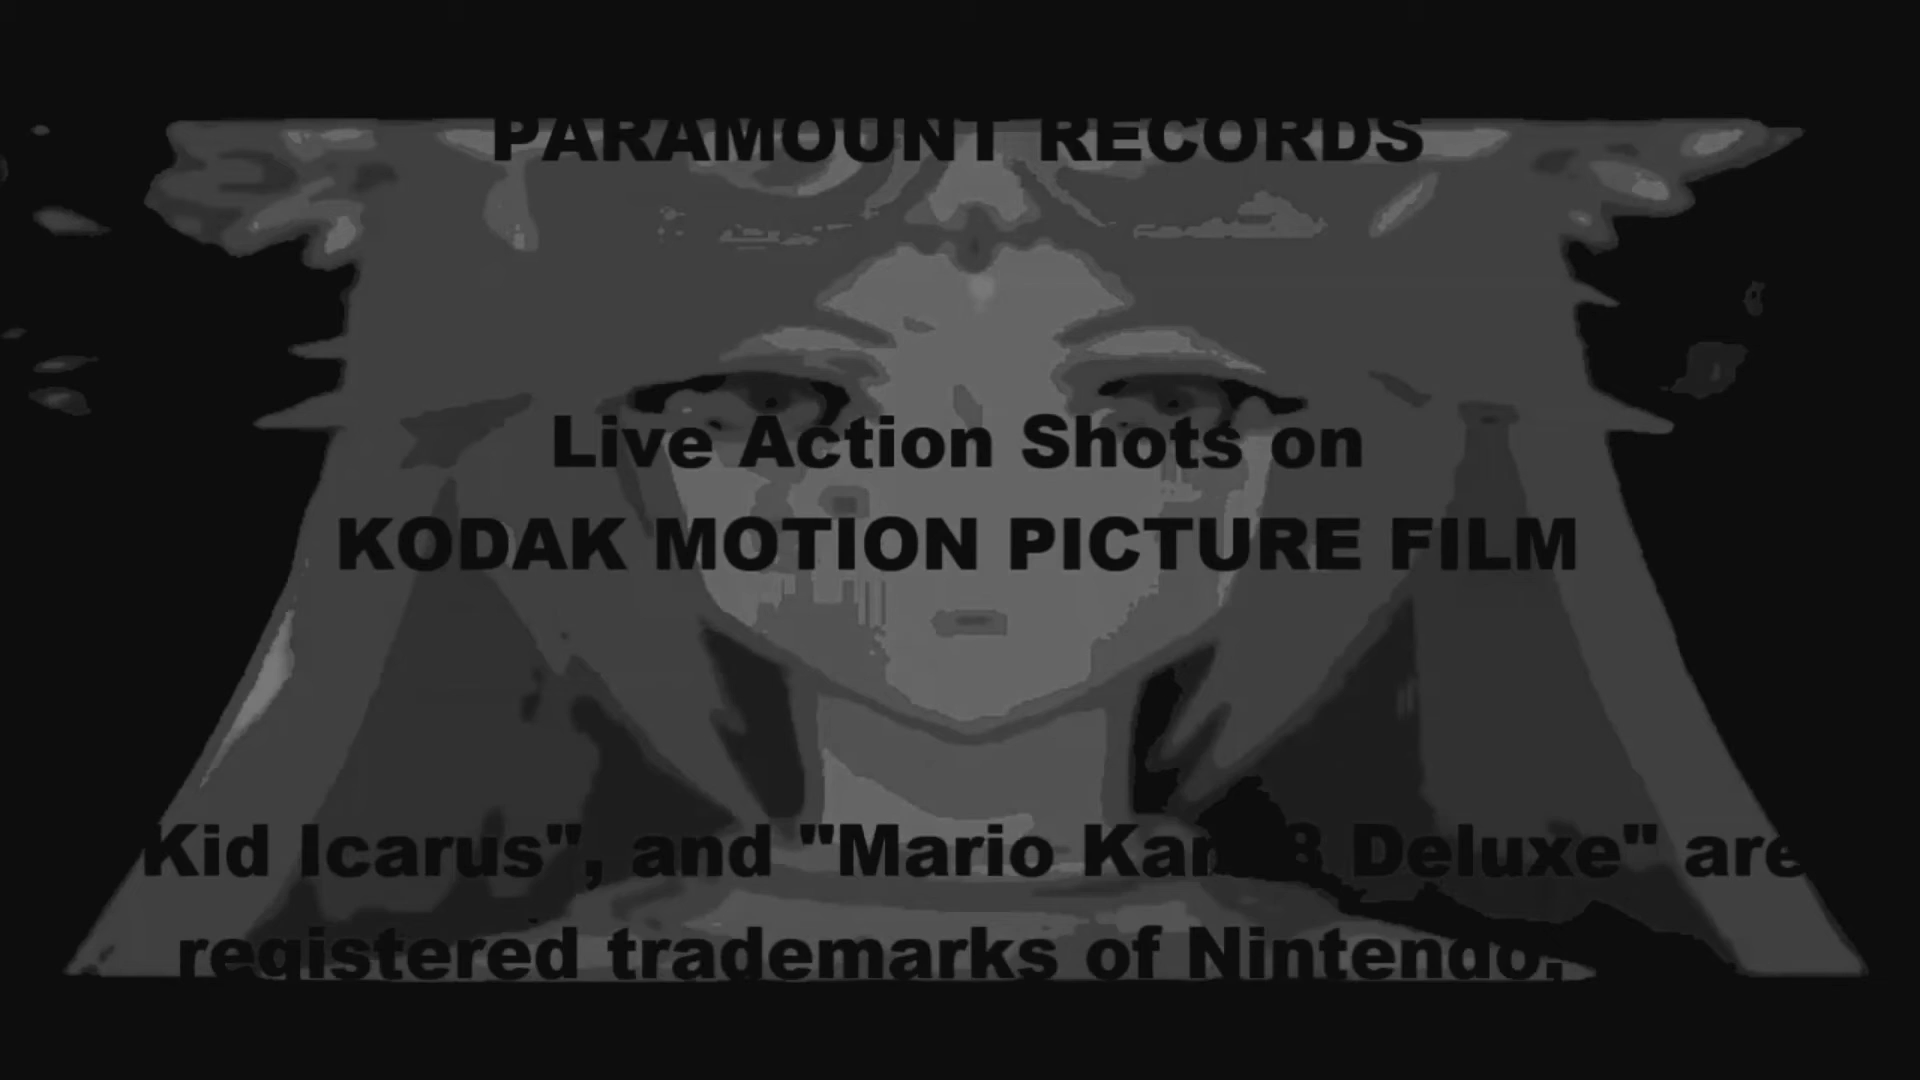 PARAMOUNT RECORDS
Live Action Shots on
KODAK MOTION PICTURE FILM
Kid Icarus", and "Mario Kart 8 Deluxe" are
registered trademarks of Nintendo.